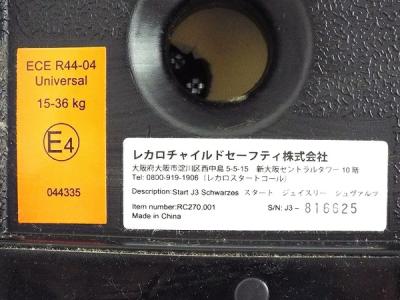 ECE R44-04
Universal
15-36 kg
E4
044335
レカロチャイルドセーフティ株式会社
大阪府大阪市淀川区西中島 5-5-15 新大阪セントラルタワー 10 階
Tel: 0800-919-1906（レカロスタートコール）
Description:Start J3 Schwarzes スタート ジェイスリー シュヴァルツ
Item number:RC270.001 S/N: J3- 816625
Made in China